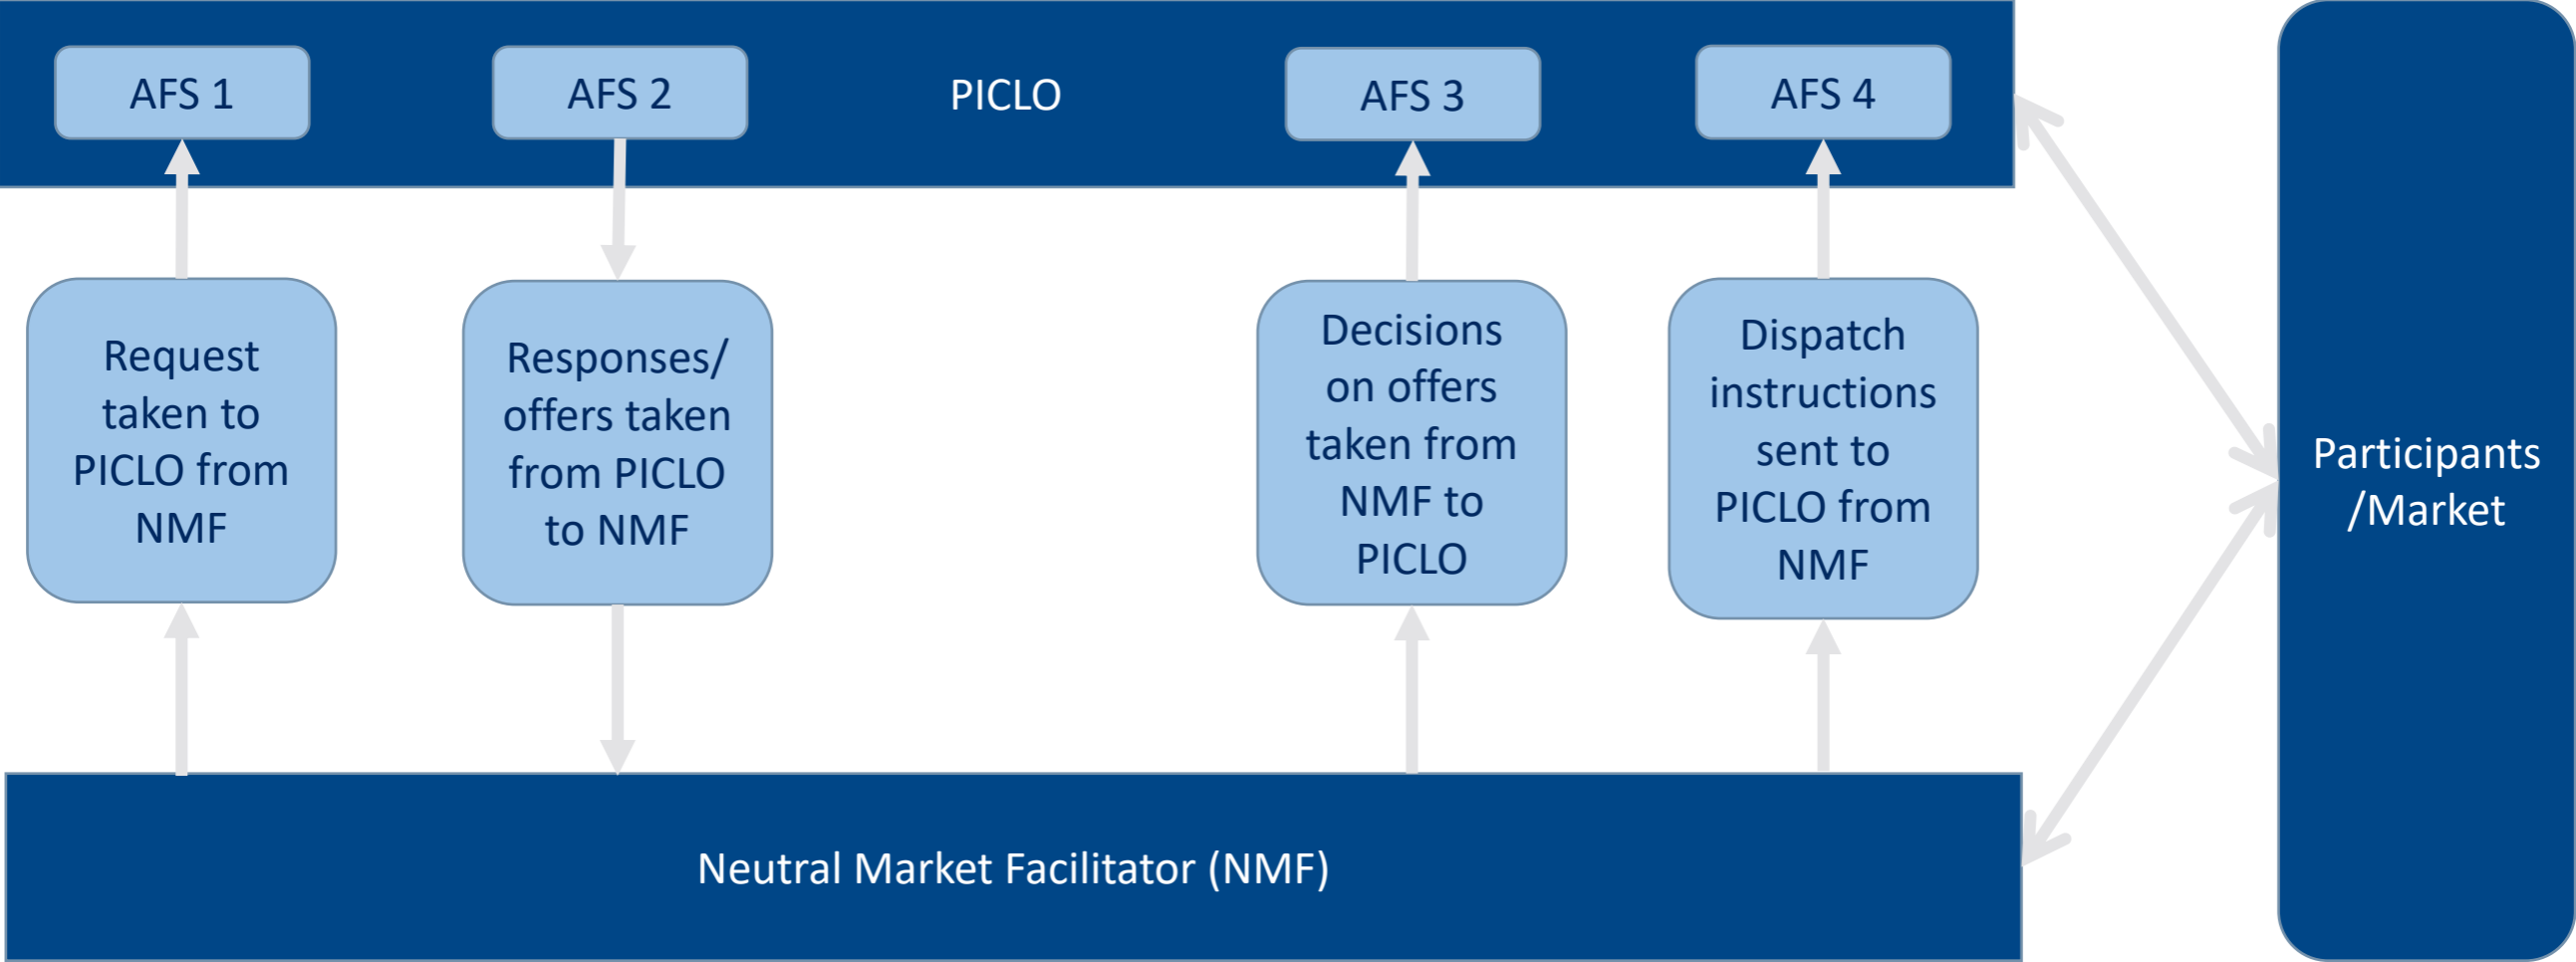 AFS 1
AFS 2
PICLO
AFS 3
AFS 4
Request
taken to
PICLO from
NMF
Responses/
offers taken
from PICLO
to NMF
Decisions
on offers
taken from
NMF to
PICLO
Dispatch
instructions
sent to
PICLO from
NMF
Participants
/Market
Neutral Market Facilitator (NMF)